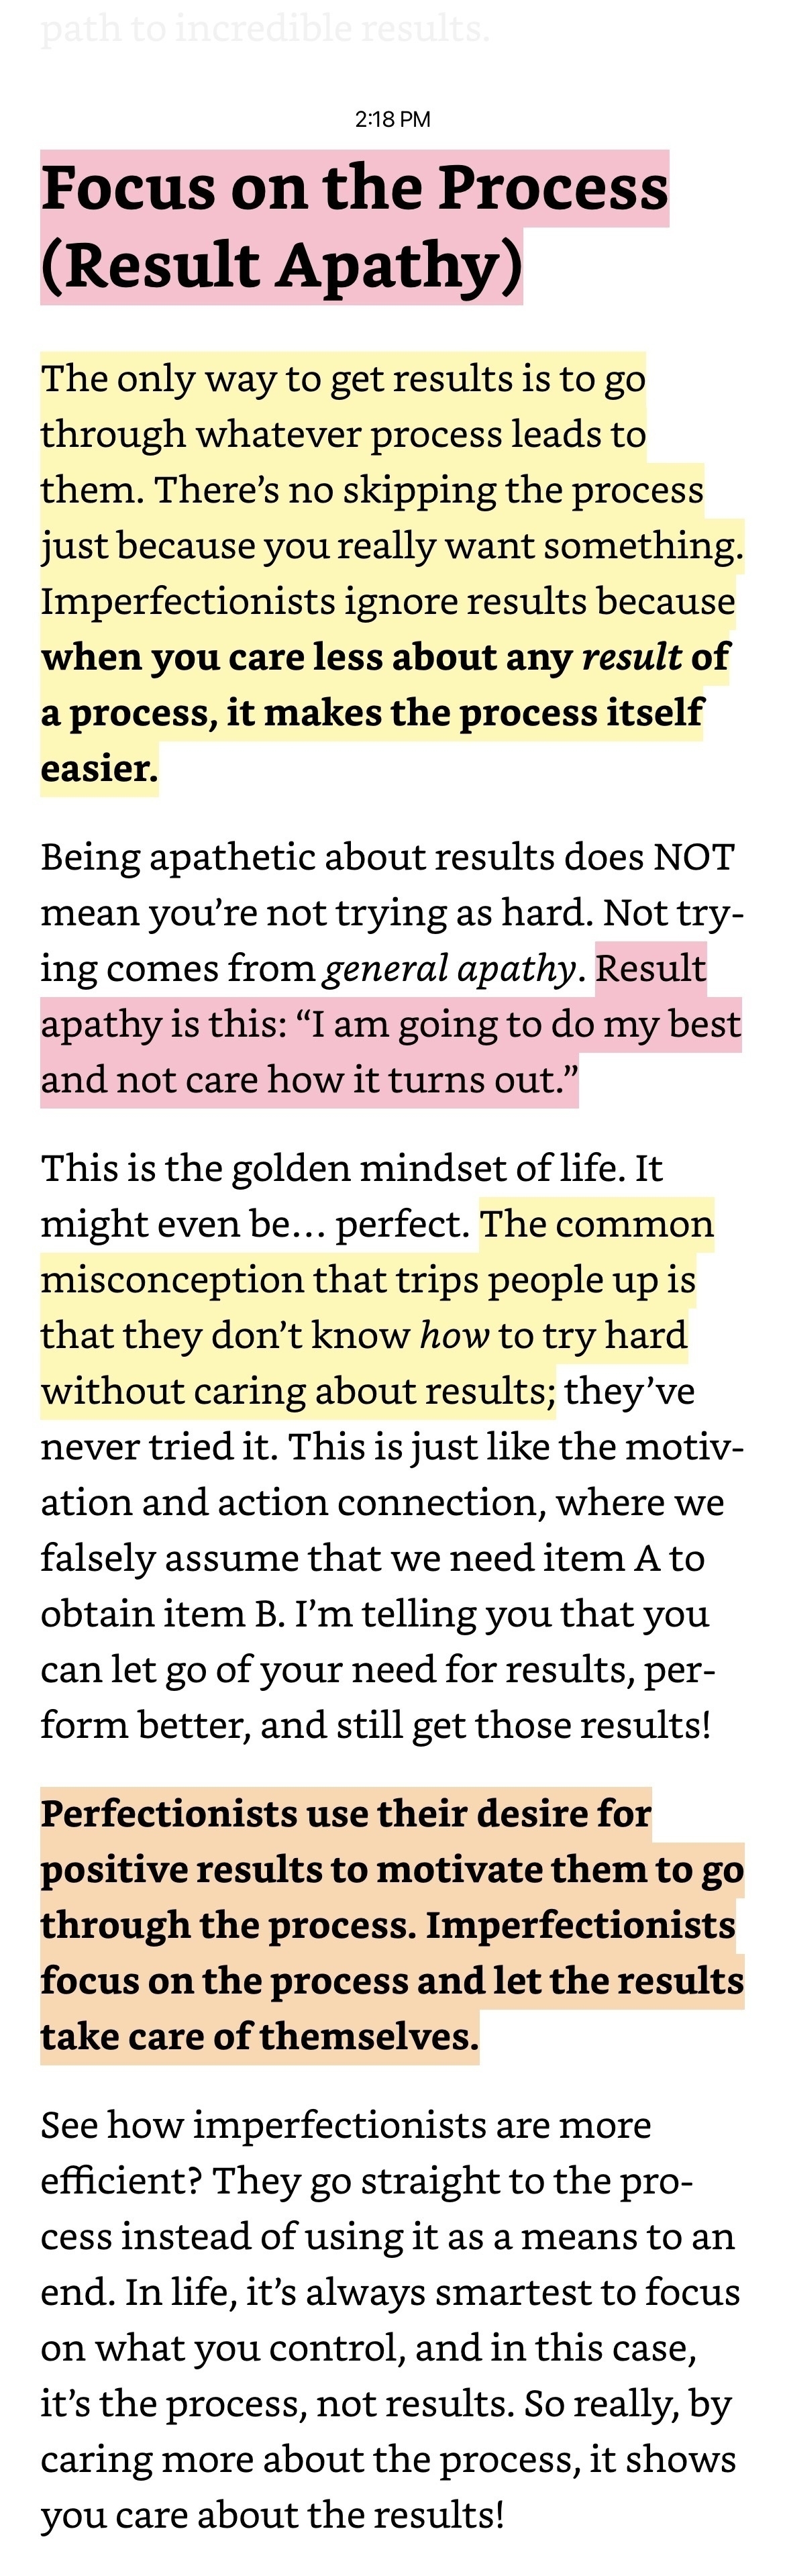 path to incredible results.
2:18 PM
Focus on the Process
(Result Apathy)
The only way to get results is to go
through whatever process leads to
them. There’s no skipping the process
just because you really want something.
Imperfectionists ignore results because
when you care less about any result of
a process, it makes the process itself
easier.
Being apathetic about results does NOT
mean you’re not trying as hard. Not try-
ing comes from general apathy. Result
apathy is this: “I am going to do my best
and not care how it turns out.”
This is the golden mindset of life. It
might even be… perfect. The common
misconception that trips people up is
that they don’t know how to try hard
without caring about results; they’ve
never tried it. This is just like the motiv-
ation and action connection, where we
falsely assume that we need item A to
obtain item B. I’m telling you that you
can let go of your need for results, per-
form better, and still get those results!
Perfectionists use their desire for
positive results to motivate them to go
through the process. Imperfectionists
focus on the process and let the results
take care of themselves.
See how imperfectionists are more
efficient? They go straight to the pro-
cess instead of using it as a means to an
end. In life, it’s always smartest to focus
on what you control, and in this case,
it’s the process, not results. So really, by
caring more about the process, it shows
you care about the results!